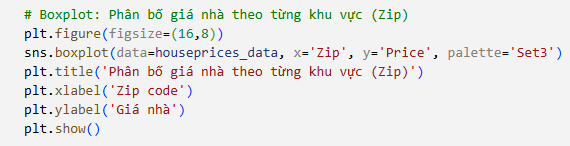 # Boxplot: Phân bố giá nhà theo từng khu vực (Zip)
plt.figure(figsize=(16,8))
sns.boxplot(data=houseprices_data, x='Zip', y='Price', palette='Set3')
plt.title('Phân bố giá nhà theo từng khu vực (Zip)')
plt.xlabel('Zip code')
plt.ylabel('Giá nhà')
plt.show()